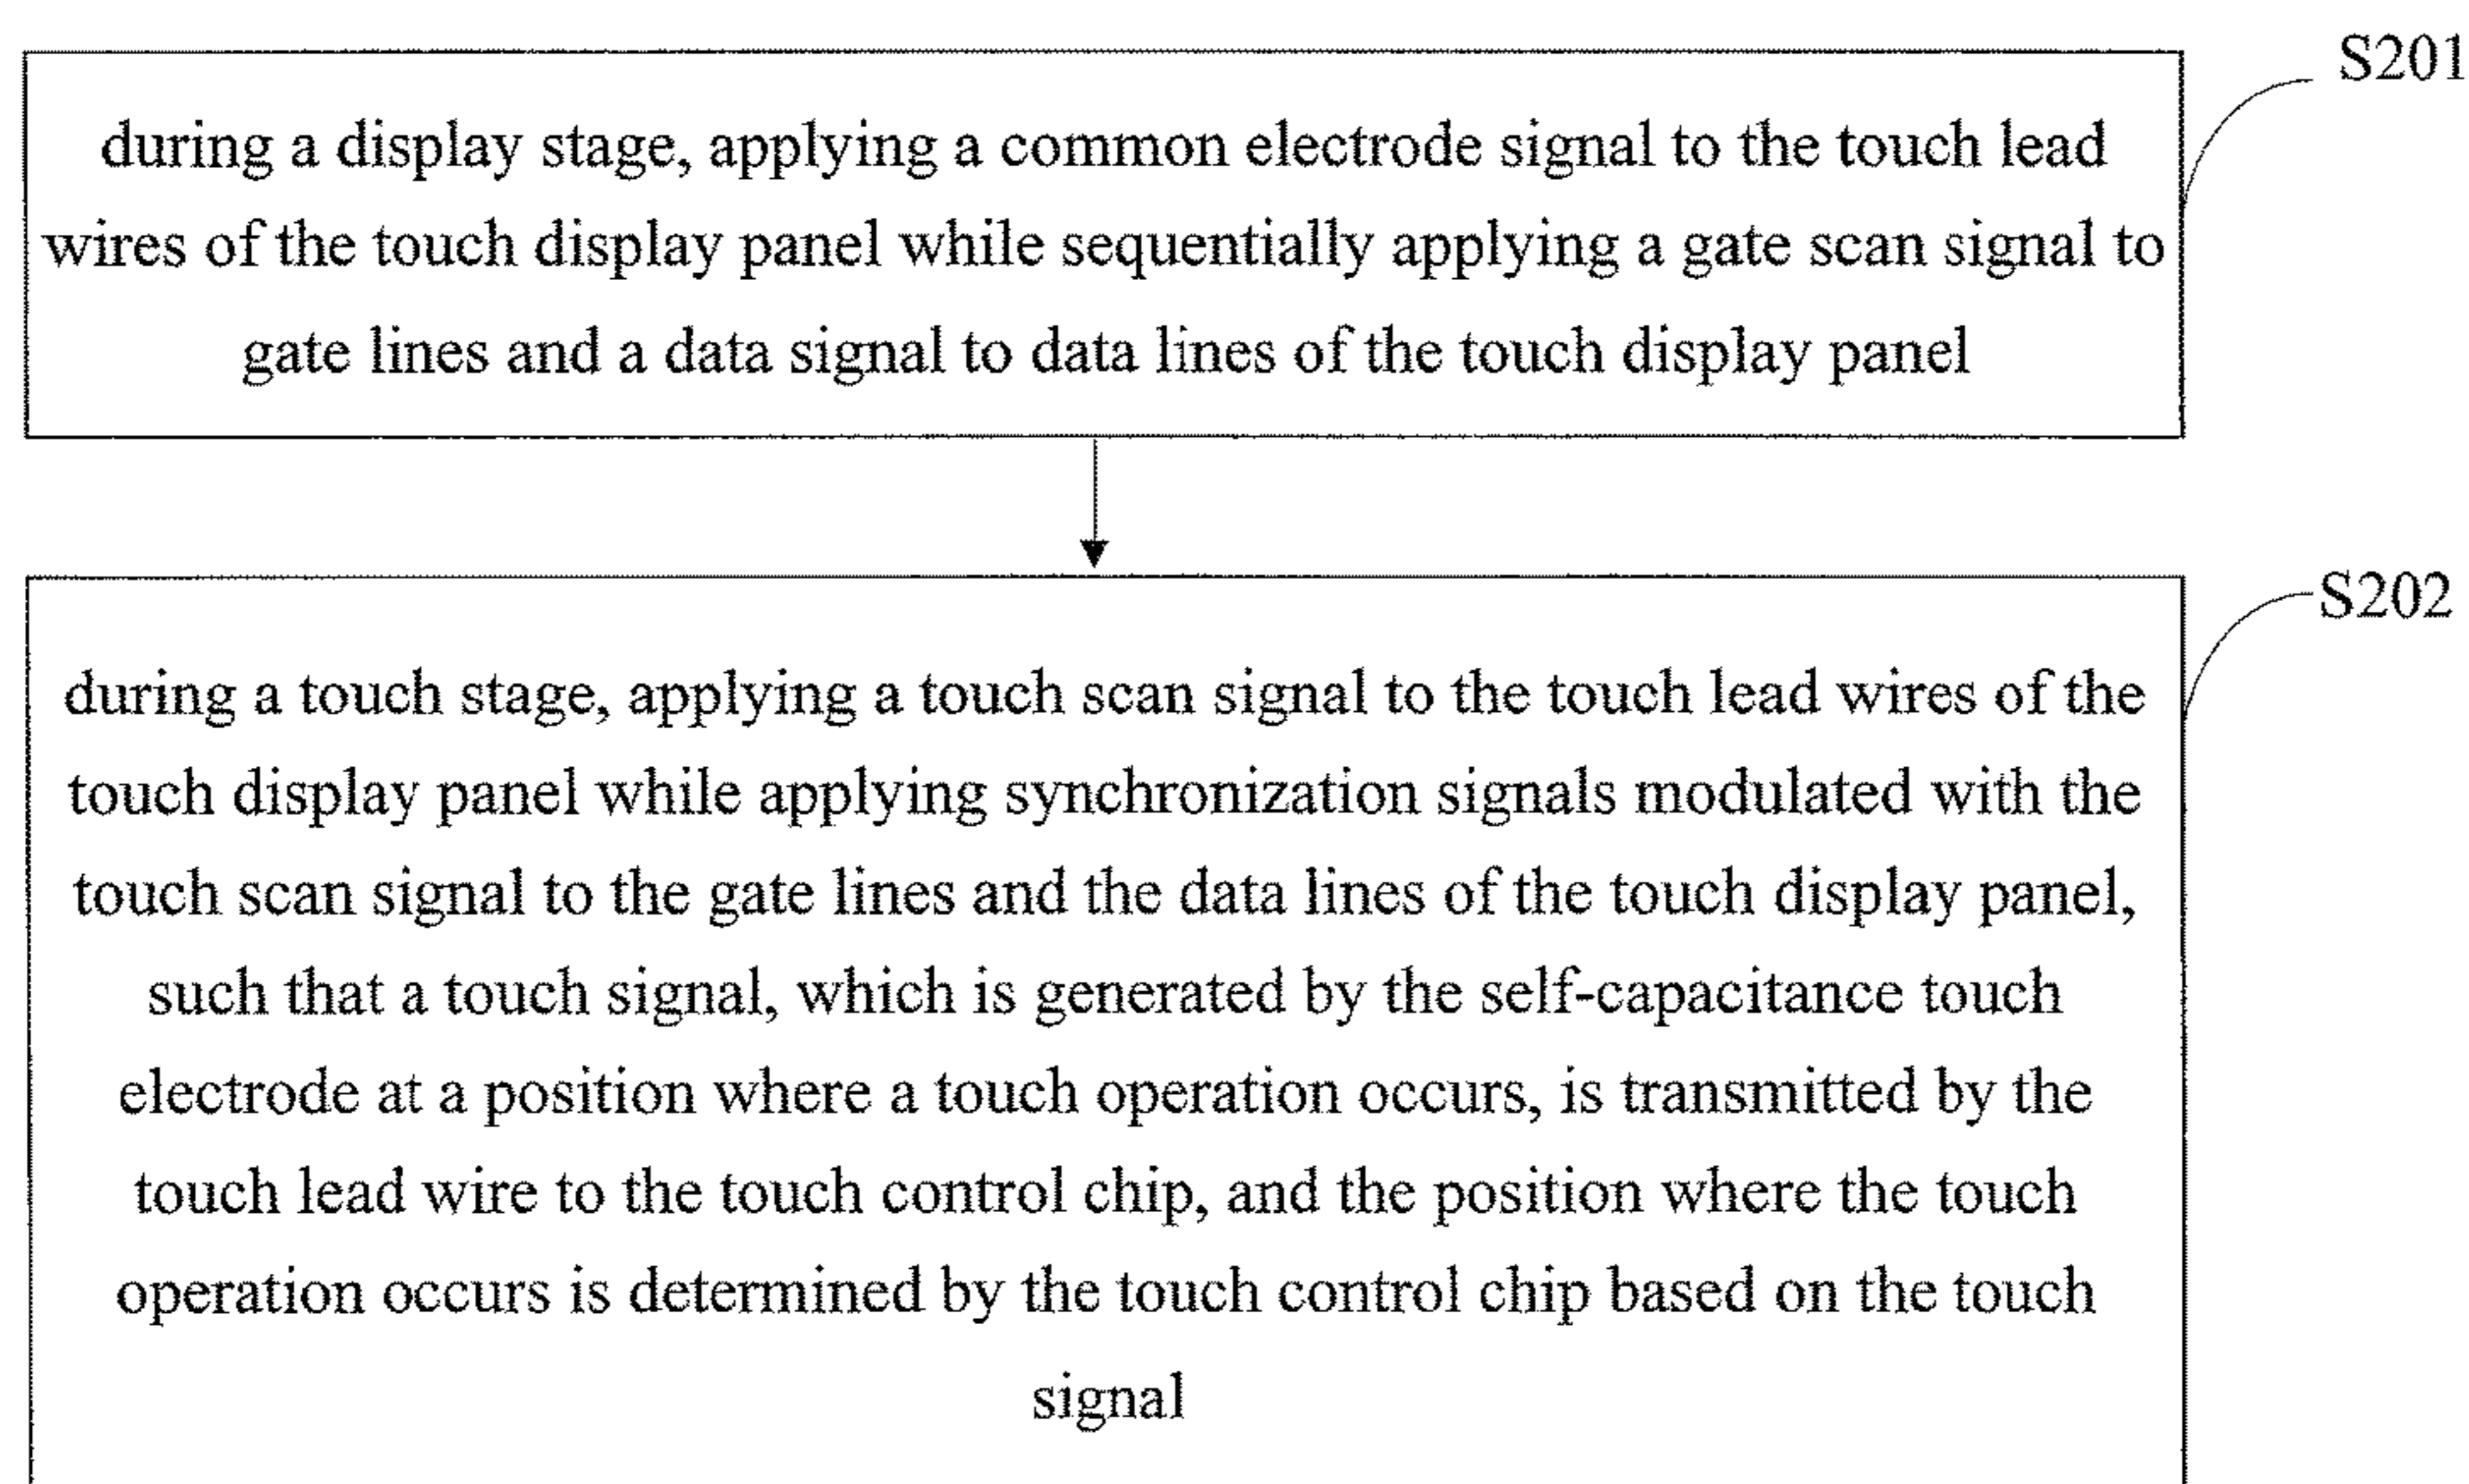 S201
during a display stage, applying a common electrode signal to the touch lead
wires of the touch display panel while sequentially applying a gate scan signal to
gate lines and a data signal to data lines of the touch display panel
S202
during a touch stage, applying a touch scan signal to the touch lead wires of the
touch display panel while applying synchronization signals modulated with the
touch scan signal to the gate lines and the data lines of the touch display panel,
such that a touch signal, which is generated by the self-capacitance touch
electrode at a position where a touch operation occurs, is transmitted by the
touch lead wire to the touch control chip, and the position where the touch
operation occurs is determined by the touch control chip based on the touch
signal